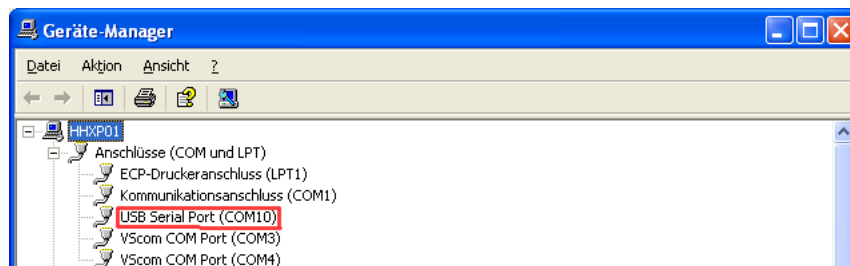 Geräte-Manager
Datei Aktion Ansicht ?
HHXP01
Anschlüsse (COM und LPT)
ECP-Druckeranschluss (LPT1)
Kommunikationsanschluss (COM1)
USB Serial Port (COM10)
VScom COM Port (COM3)
VScom COM Port (COM4)